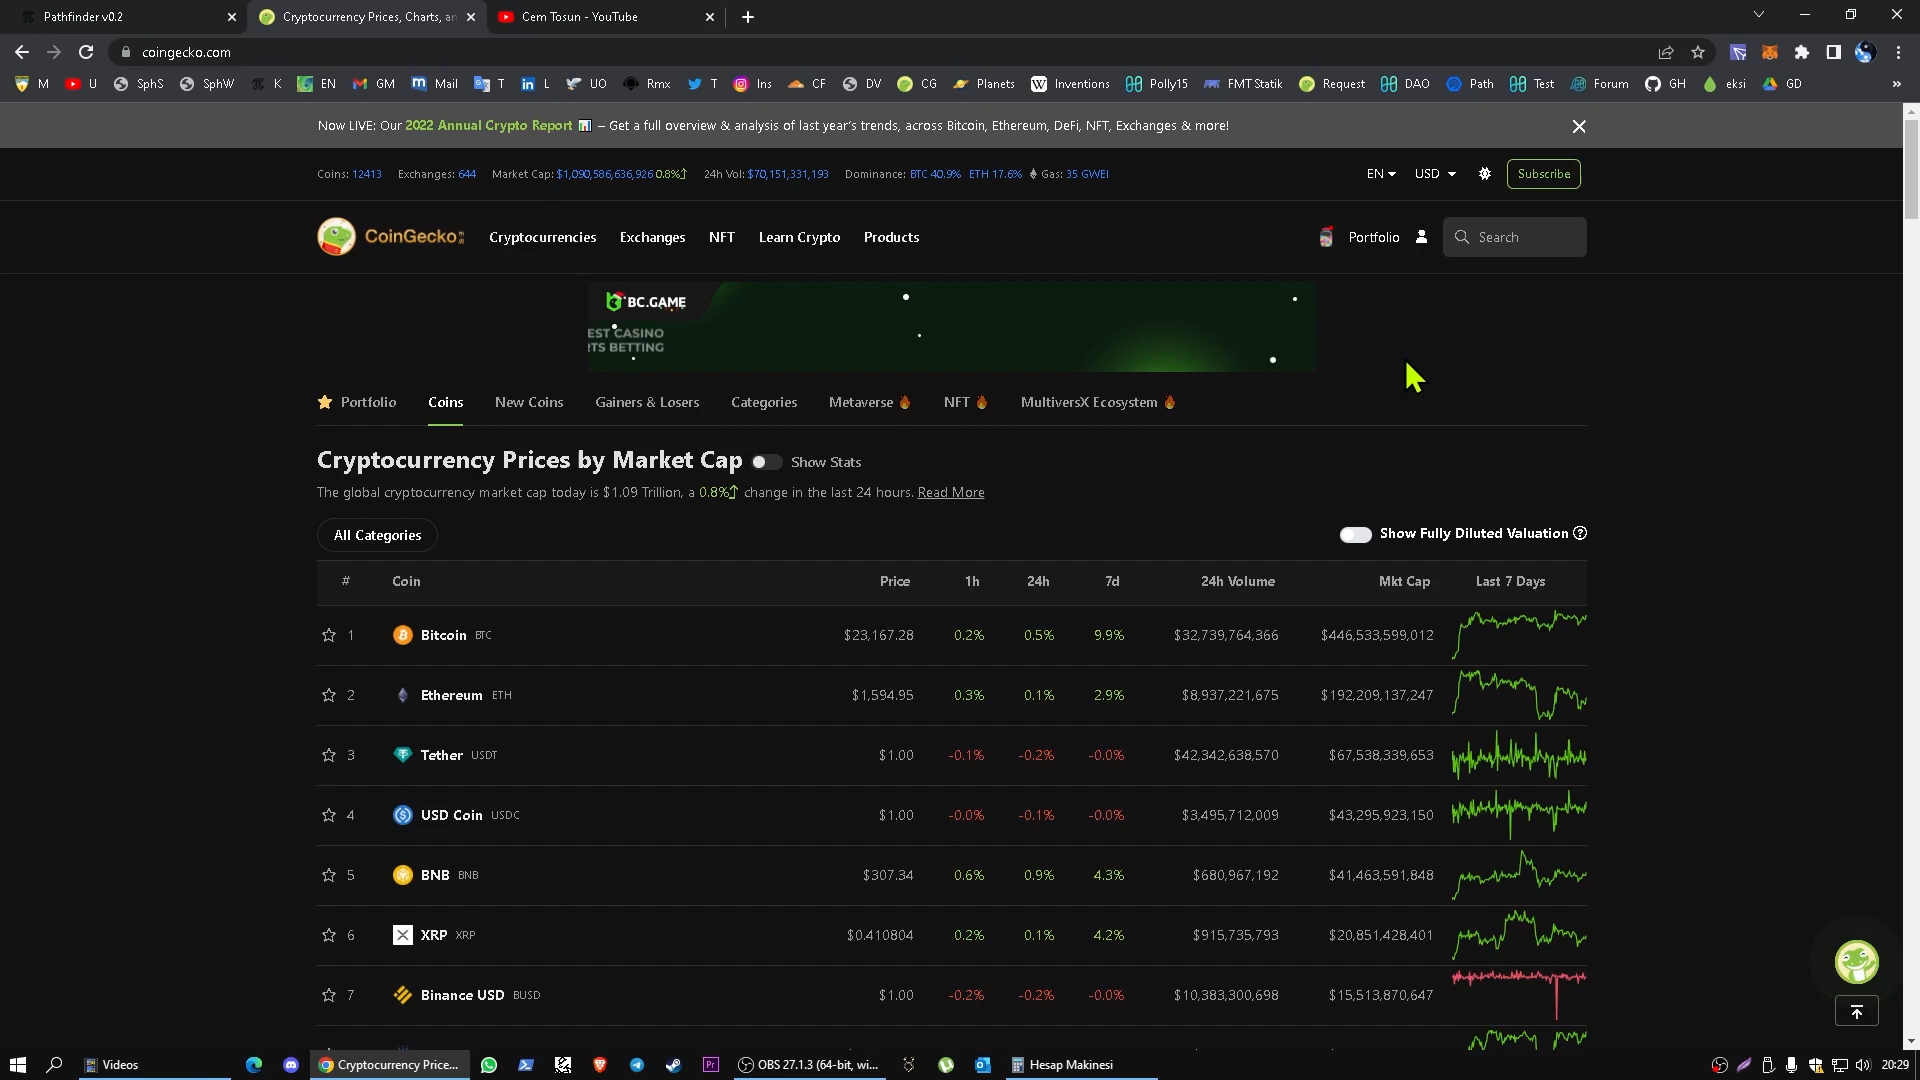 Pathfinder v0.2
Cryptocurrency Prices, Charts, an
Cem Tosun - YouTube
coingecko.com
M U SphS SphW K EN GM Mail T L UO Rmx T Ins CF DV CG Planets Inventions Polly15 FMT Statik Request DAO Path Test Forum GH eksi GD »
Now LIVE: Our 2022 Annual Crypto Report – Get a full overview & analysis of last year's trends, across Bitcoin, Ethereum, DeFi, NFT, Exchanges & more!
Coins: 12413 Exchanges: 644 Market Cap: $1,090,586,636,926 0.8% 24h Vol: $70,151,331,193 Dominance: BTC 40.9% ETH 17.6% Gas: 35 GWEI
EN USD Subscribe
CoinGecko Cryptocurrencies Exchanges NFT Learn Crypto Products Portfolio Search
BC.GAME
EST CASINO
RTS BETTING
Portfolio Coins New Coins Gainers & Losers Categories Metaverse NFT MultiversX Ecosystem
Cryptocurrency Prices by Market Cap Show Stats
The global cryptocurrency market cap today is $1.09 Trillion, a 0.8% change in the last 24 hours. Read More
All Categories Show Fully Diluted Valuation
# Coin Price 1h 24h 7d 24h Volume Mkt Cap Last 7 Days
1 Bitcoin BTC $23,167.28 0.2% 0.5% 9.9% $32,739,764,366 $446,533,599,012
2 Ethereum ETH $1,594.95 0.3% 0.1% 2.9% $8,937,221,675 $192,209,137,247
3 Tether USDT $1.00 -0.1% -0.2% -0.0% $42,342,638,570 $67,538,339,653
4 USD Coin USDC $1.00 -0.0% -0.1% -0.0% $3,495,712,009 $43,295,923,150
5 BNB BNB $307.34 0.6% 0.9% 4.3% $680,967,192 $41,463,591,848
6 XRP XRP $0.410804 0.2% 0.1% 4.2% $915,735,793 $20,851,428,401
7 Binance USD BUSD $1.00 -0.2% -0.2% -0.0% $10,383,300,698 $15,513,870,647
Videos Cryptocurrency Price... OBS 27.1.3 (64-bit, wi... Hesap Makinesi 20:29